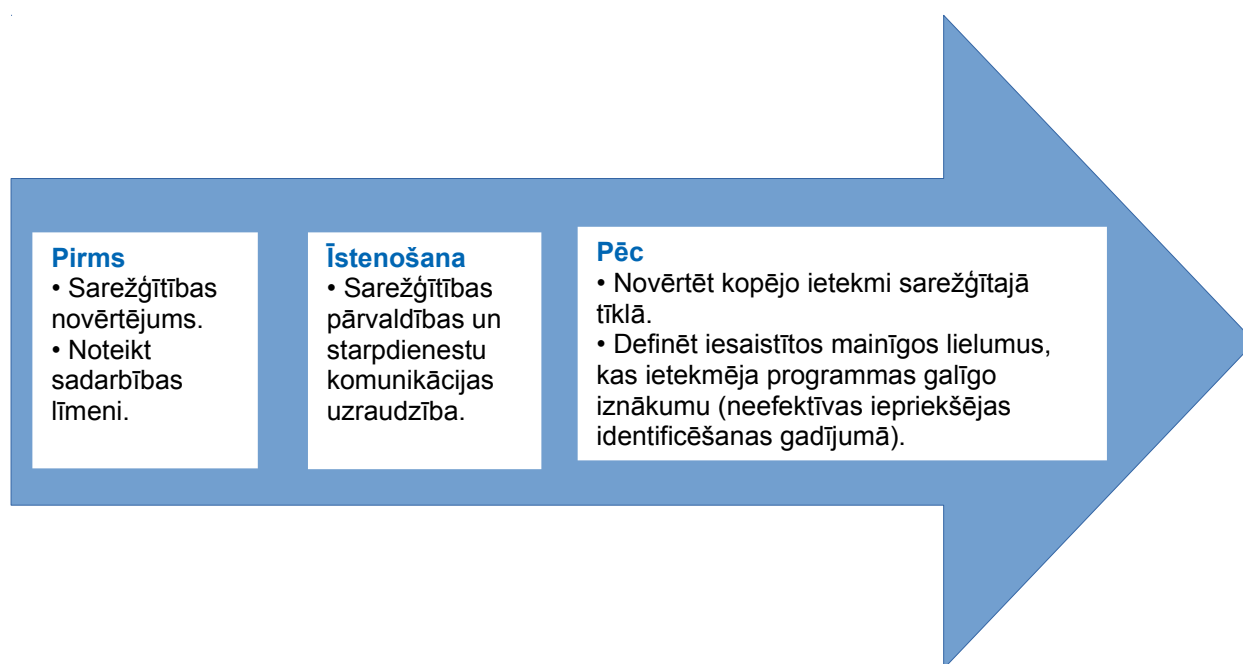 Pirms
• Sarežģītības
novērtējums.
• Noteikt
sadarbības
līmeni.
Īstenošana
• Sarežģītības
pārvaldības un
starpdienestu
komunikācijas
uzraudzība.
Pēc
• Novērtēt kopējo ietekmi sarežģītajā
tīklā.
• Definēt iesaistītos mainīgos lielumus,
kas ietekmēja programmas galīgo
iznākumu (neefektīvas iepriekšējas
identificēšanas gadījumā).